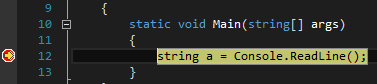 9 {
10 static void Main(string[] args)
11 {
12 string a = Console.ReadLine();
13 }